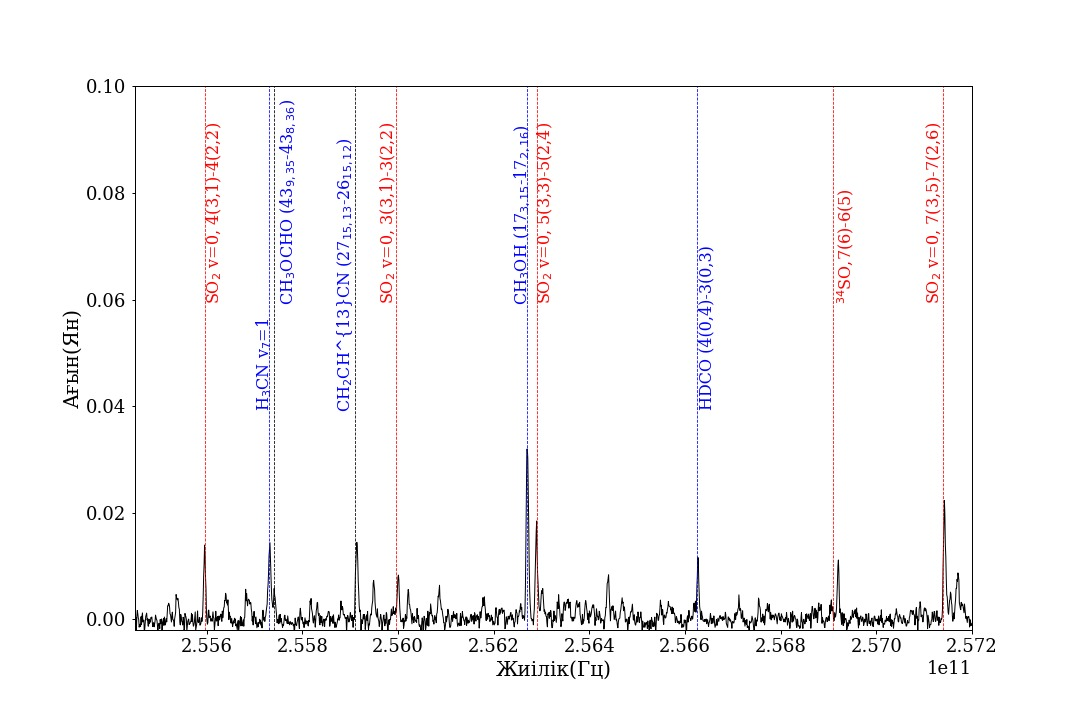 0.10
0.08
0.06
0.04
0.02
0.00
Ағын(Ян)
SO₂ v=0, 4(3,1)-4(2,2)
H₃CN v₇=1
CH₃OCHO (43₉,₃₅-43₈,₃₆)
CH₂CH^{13}CN (27₁₅,₁₃-26₁₅,₁₂)
SO₂ v=0, 3(3,1)-3(2,2)
CH₃OH (17₃,₁₅-17₂,₁₆)
SO₂ v=0, 5(3,3)-5(2,4)
HDCO (4(0,4)-3(0,3)
³⁴SO,7(6)-6(5)
SO₂ v=0, 7(3,5)-7(2,6)
2.556 2.558 2.560 2.562 2.564 2.566 2.568 2.570 2.572
Жиілік(Гц)
1e11